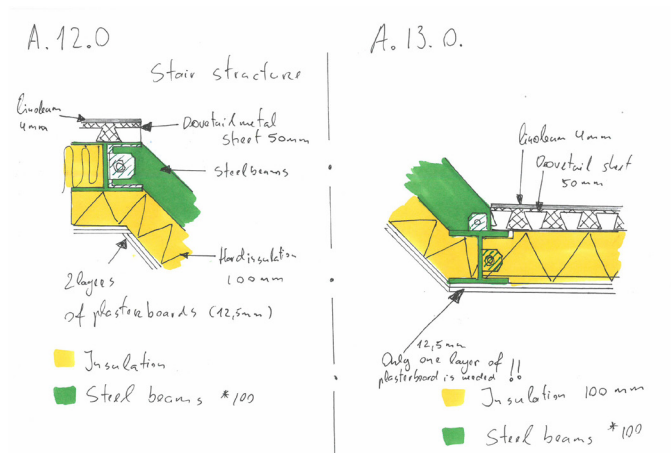 A.12.0
Stair structure
linoleum
4mm
Dovetail metal
sheet 50mm
Steel beams
Hard insulation
100mm
2 layers
of plasterboards (12,5mm)
Insulation
Steel beams *100
A.13.0.
linoleum 4mm
Dovetail sheet
50mm
12,5mm
Only one layer of
plasterboard is needed !!
Insulation 100mm
Steel beams *100